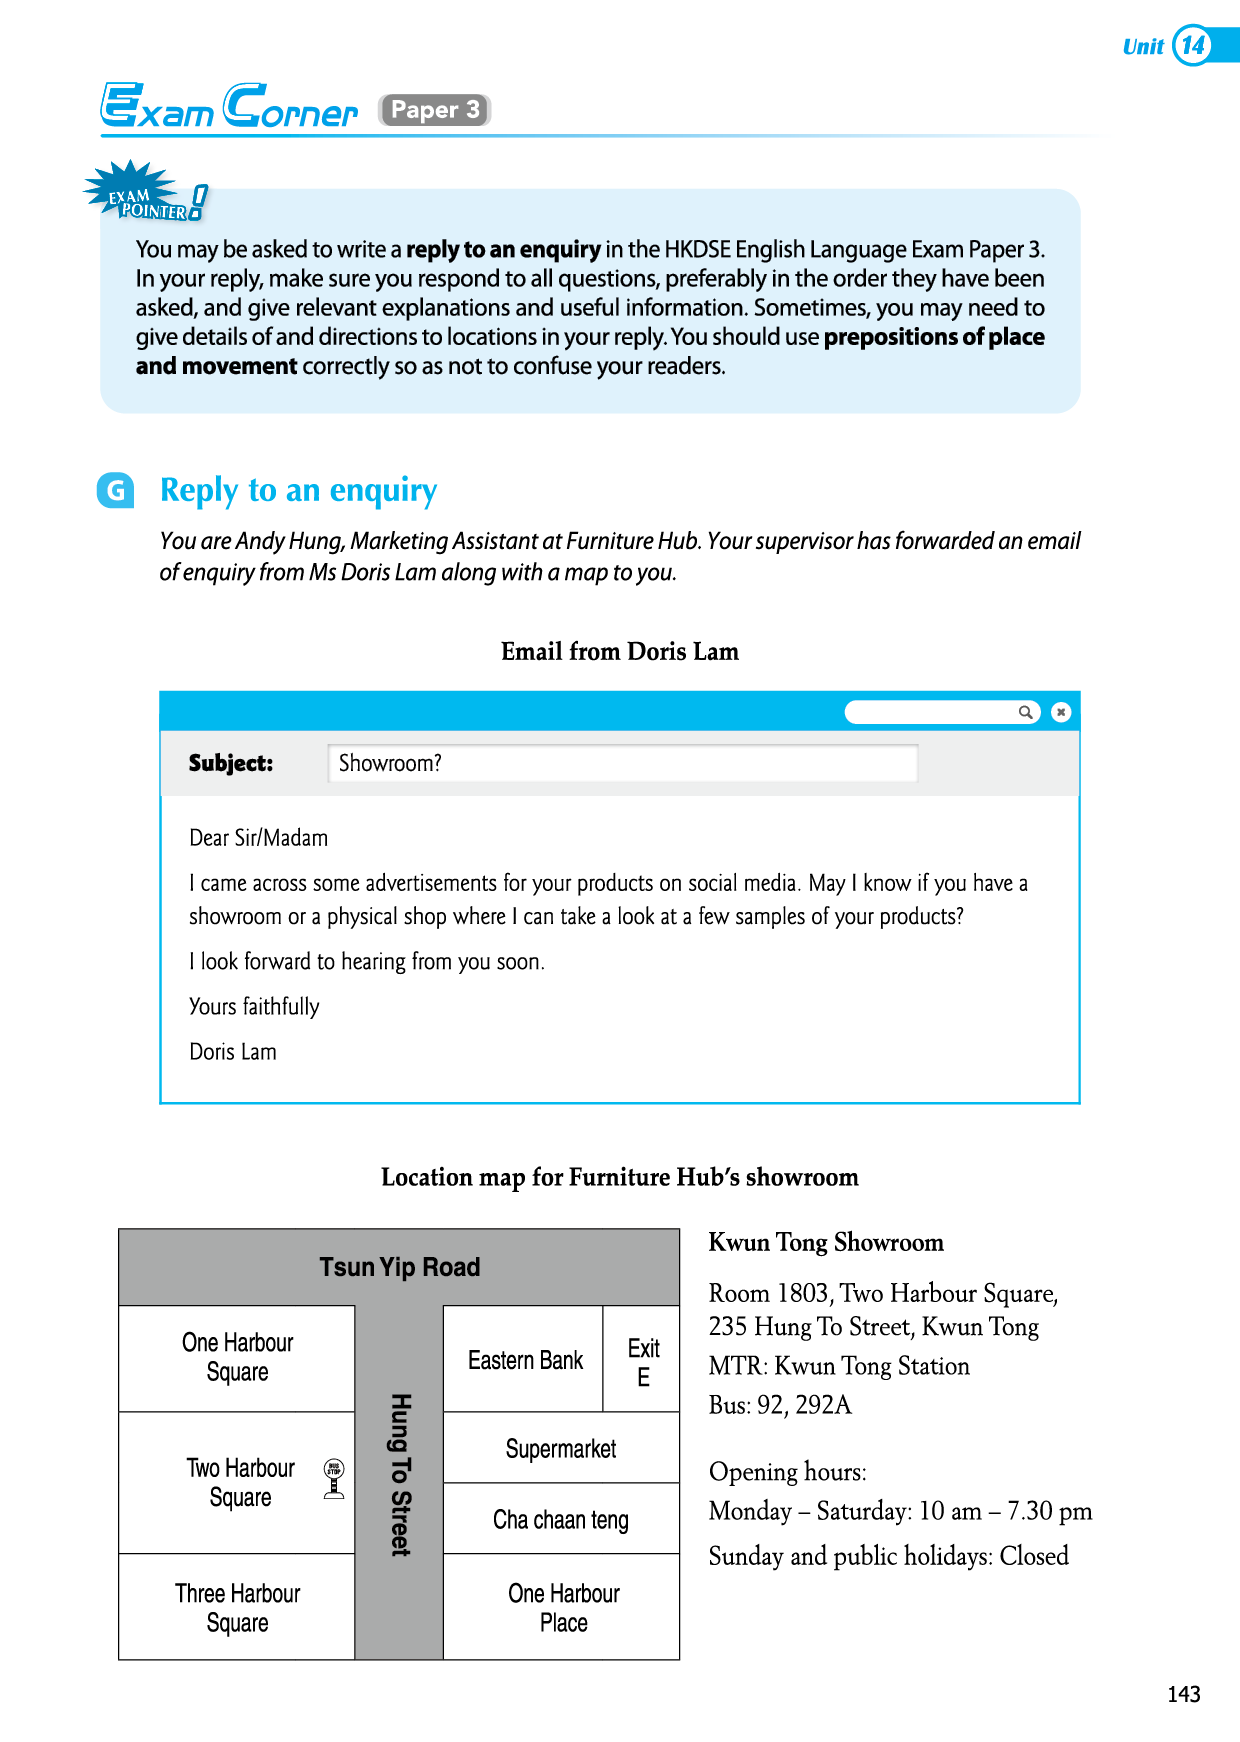 Unit 14
Exam Corner Paper 3
EXAM
POINTER!
You may be asked to write a reply to an enquiry in the HKDSE English Language Exam Paper 3.
In your reply, make sure you respond to all questions, preferably in the order they have been
asked, and give relevant explanations and useful information. Sometimes, you may need to
give details of and directions to locations in your reply. You should use prepositions of place
and movement correctly so as not to confuse your readers.
G Reply to an enquiry
You are Andy Hung, Marketing Assistant at Furniture Hub. Your supervisor has forwarded an email
of enquiry from Ms Doris Lam along with a map to you.
Email from Doris Lam
Subject: Showroom?
Dear Sir/Madam
I came across some advertisements for your products on social media. May I know if you have a
showroom or a physical shop where I can take a look at a few samples of your products?
I look forward to hearing from you soon.
Yours faithfully
Doris Lam
Location map for Furniture Hub's showroom
Tsun Yip Road
One Harbour
Square
Two Harbour
Square
BUS
STOP
Three Harbour
Square
Hung To Street
Eastern Bank
Exit
E
Supermarket
Cha chaan teng
One Harbour
Place
Kwun Tong Showroom
Room 1803, Two Harbour Square,
235 Hung To Street, Kwun Tong
MTR: Kwun Tong Station
Bus: 92, 292A
Opening hours:
Monday – Saturday: 10 am – 7.30 pm
Sunday and public holidays: Closed
143